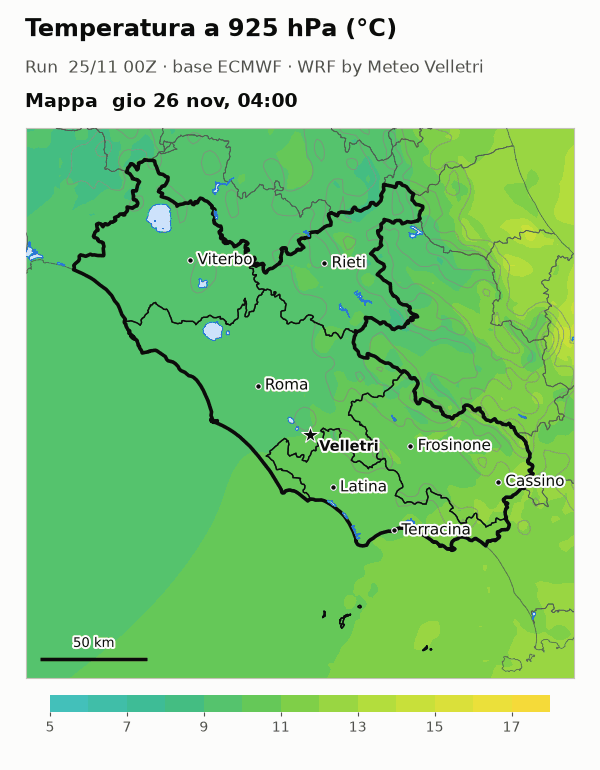 Temperatura a 925 hPa (°C)
Run  25/11 00Z · base ECMWF · WRF by Meteo Velletri
Mappa  gio 26 nov, 04:00
Viterbo
Rieti
Roma
Velletri
Frosinone
Latina
Cassino
Terracina
50 km
5 7 9 11 13 15 17